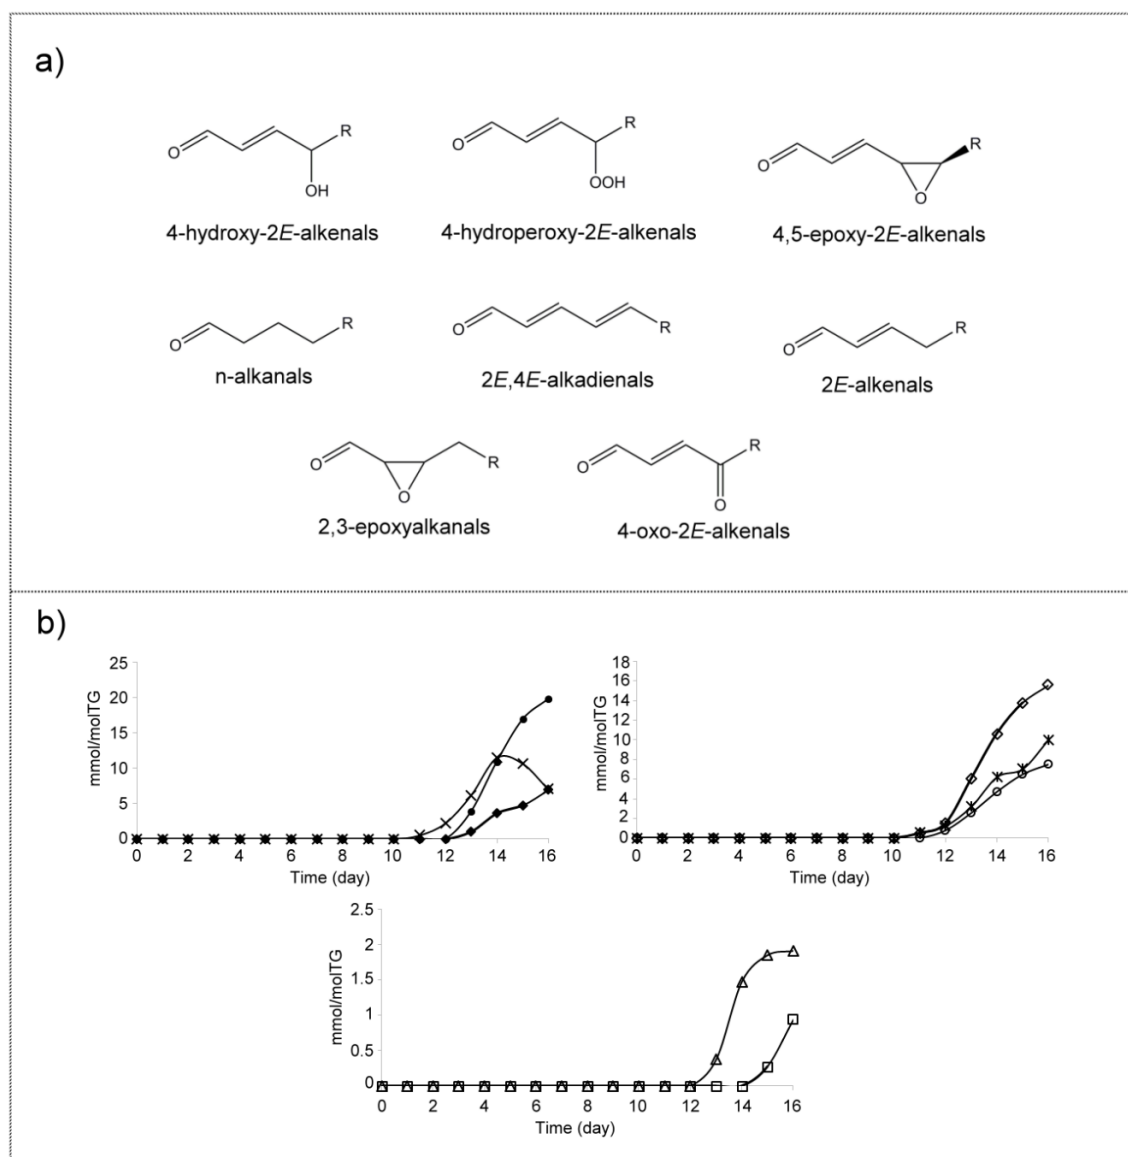 a)
O R OH
O R OOH
O R O
4-hydroxy-2E-alkenals
4-hydroperoxy-2E-alkenals
4,5-epoxy-2E-alkenals
O R
O R
O R
n-alkanals
2E,4E-alkadienals
2E-alkenals
O O R
O O R
2,3-epoxyalkanals
4-oxo-2E-alkenals
b)
mmol/molTG
25
20
15
10
5
0
0 2 4 6 8 10 12 14 16
Time (day)
mmol/molTG
18
16
14
12
10
8
6
4
2
0
0 2 4 6 8 10 12 14 16
Time (day)
mmol/molTG
2.5
2
1
0.5
0
0 2 4 6 8 10 12 14 16
Time (day)